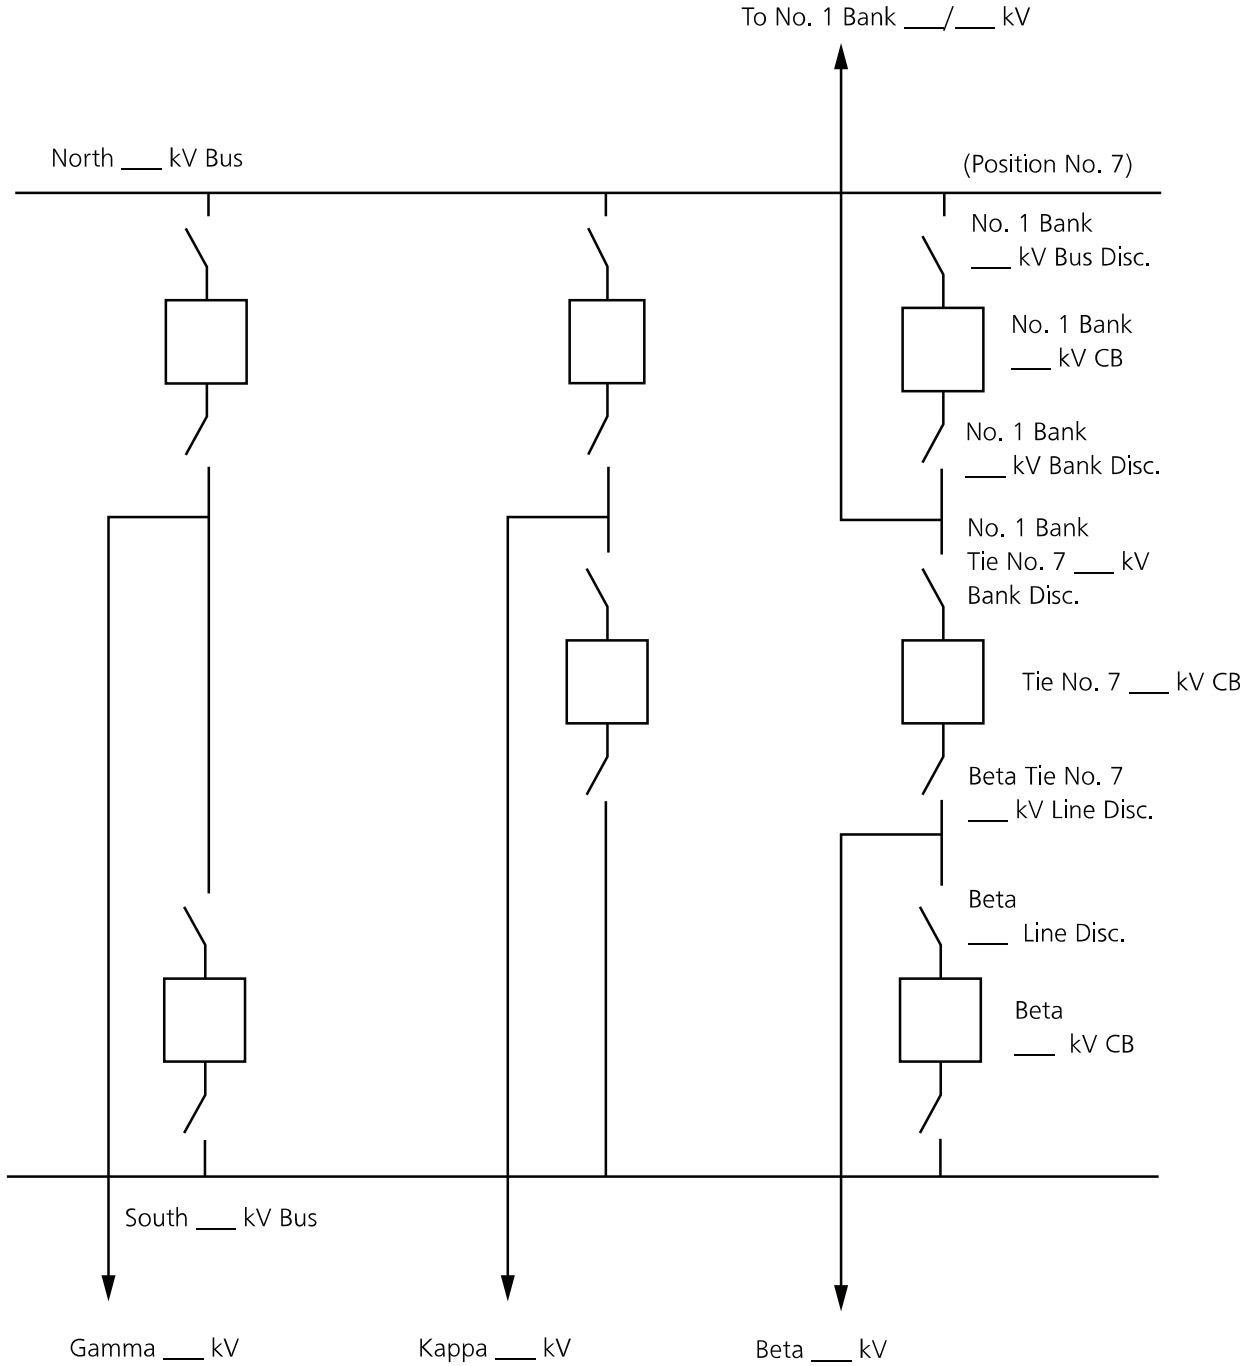 To No. 1 Bank ___/___ kV
North ___ kV Bus
(Position No. 7)
No. 1 Bank
___ kV Bus Disc.
No. 1 Bank
___ kV CB
No. 1 Bank
___ kV Bank Disc.
No. 1 Bank
Tie No. 7 ___ kV
Bank Disc.
Tie No. 7 ___ kV CB
Beta Tie No. 7
___ kV Line Disc.
Beta
___ Line Disc.
Beta
___ kV CB
South ___ kV Bus
Gamma ___ kV
Kappa ___ kV
Beta ___ kV